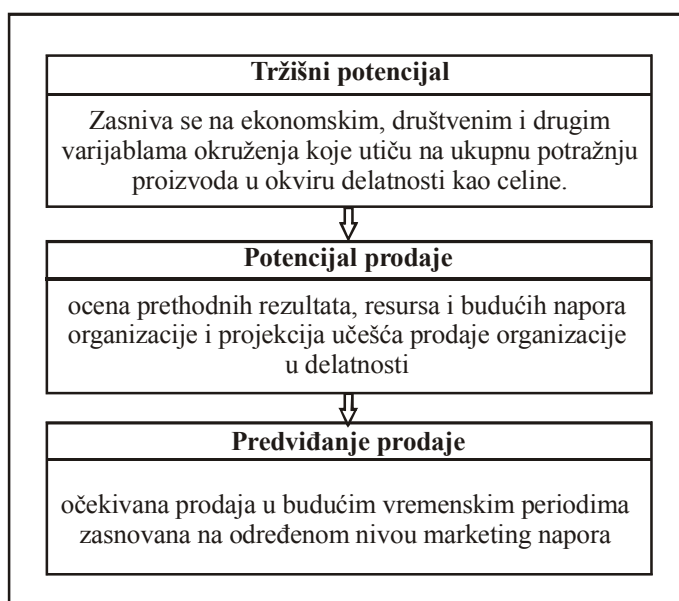 Tržišni potencijal
Zasniva se na ekonomskim, društvenim i drugim
varijablama okruženja koje utiču na ukupnu potražnju
proizvoda u okviru delatnosti kao celine.
Potencijal prodaje
ocena prethodnih rezultata, resursa i budućih napora
organizacije i projekcija učešća prodaje organizacije
u delatnosti
Predviđanje prodaje
očekivana prodaja u budućim vremenskim periodima
zasnovana na određenom nivou marketing napora